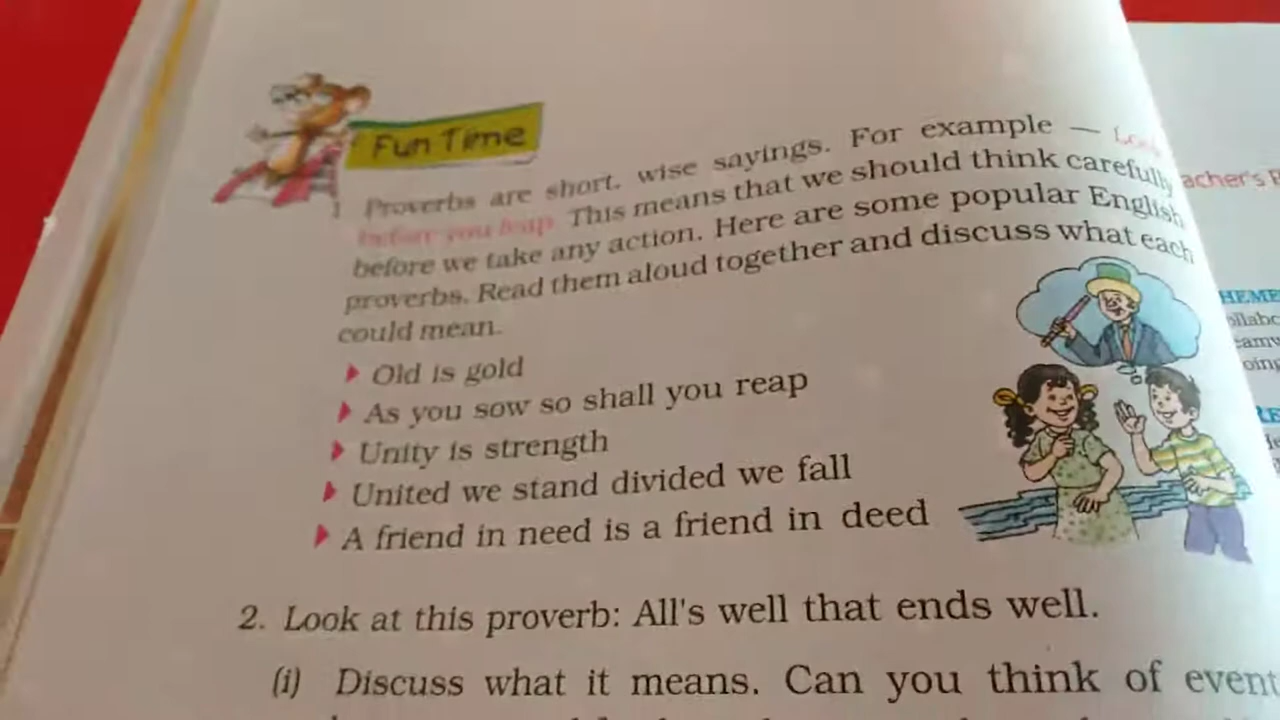 Fun Time
1 Proverbs are short, wise sayings. For example — Look
before you leap. This means that we should think carefully
before we take any action. Here are some popular English
proverbs. Read them aloud together and discuss what each
could mean.
Old is gold
As you sow so shall you reap
Unity is strength
United we stand divided we fall
A friend in need is a friend in deed
2. Look at this proverb: All's well that ends well.
(i) Discuss what it means. Can you think of event
acher's
HEME